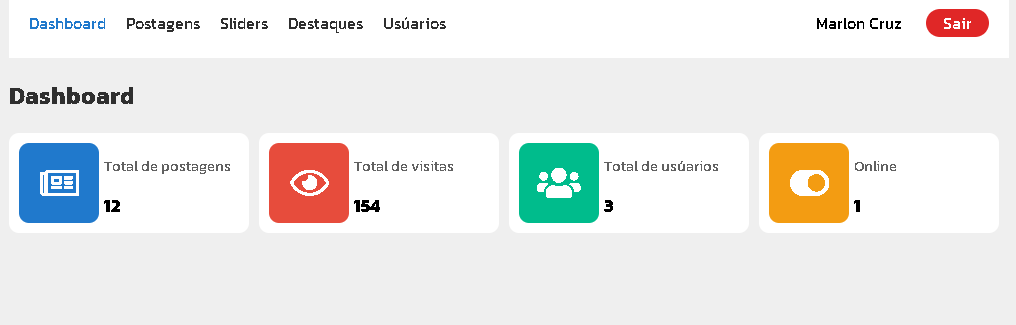 Dashboard Postagens Sliders Destaques Usúarios Marlon Cruz Sair
Dashboard
Total de postagens
12
Total de visitas
154
Total de usúarios
3
Online
1